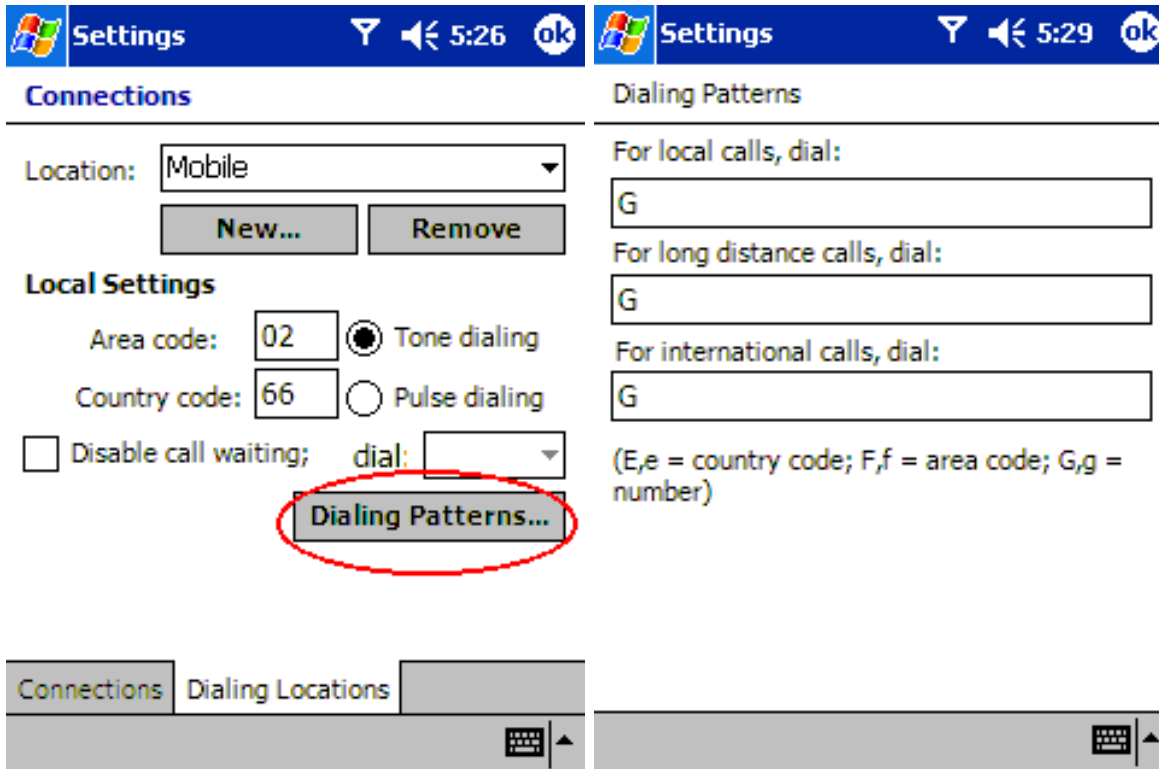 Settings 5:26 ok
Connections
Location: Mobile
New... Remove
Local Settings
Area code: 02 Tone dialing
Country code: 66 Pulse dialing
Disable call waiting; dial:
Dialing Patterns...
Connections Dialing Locations
Settings 5:29 ok
Dialing Patterns
For local calls, dial:
G
For long distance calls, dial:
G
For international calls, dial:
G
(E,e = country code; F,f = area code; G,g =
number)